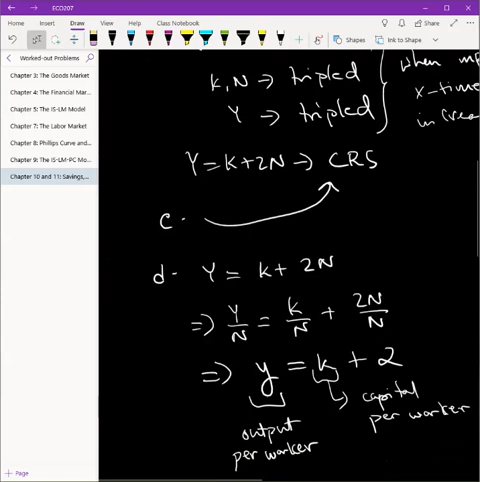 ECO207
File Home Insert Draw View Help Class Notebook Share
Shapes Ink to Shape
Worked-out Problems
Chapter 3: The Goods Market
Chapter 4: The Financial Mar...
Chapter 5: The IS-LM Model
Chapter 7: The Labor Market
Chapter 8: Phillips Curve and...
Chapter 9: The IS-LM-PC Mo...
Chapter 10 and 11: Savings,...
+ Page
K, N → tripled
Y → tripled
when
x-time
in
Y = K + 2N → CRS
c.
d. Y = K + 2N
⇒ Y/N = K/N + 2N/N
⇒ y = k + 2
output
per worker
capital
per worker